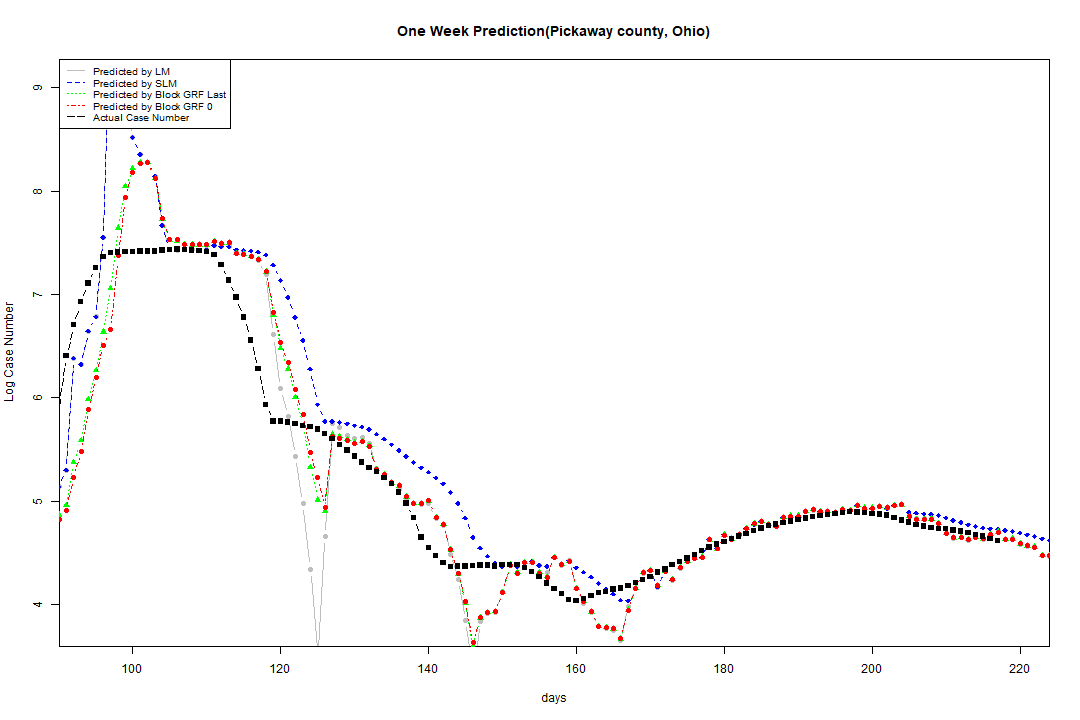 One Week Prediction(Pickaway county, Ohio)
Predicted by LM
Predicted by SLM
Predicted by Block GRF Last
Predicted by Block GRF 0
Actual Case Number
9
8
7
6
5
4
Log Case Number
100 120 140 160 180 200 220
days